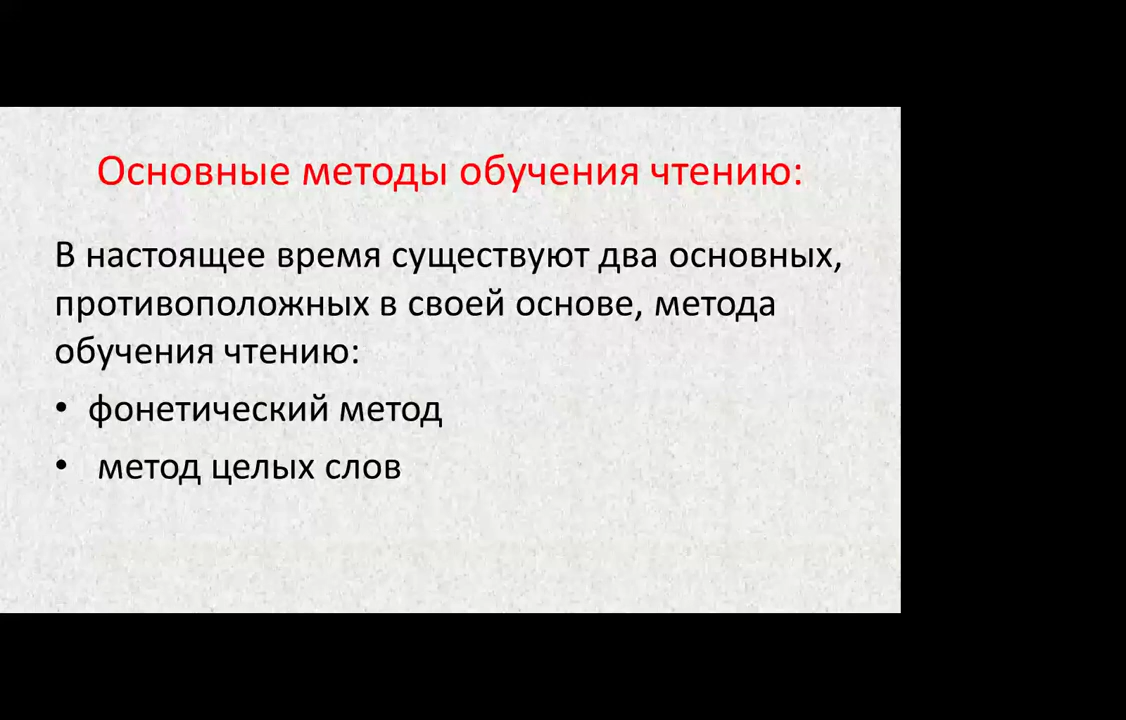 Основные методы обучения чтению:
В настоящее время существуют два основных,
противоположных в своей основе, метода
обучения чтению:
• фонетический метод
• метод целых слов